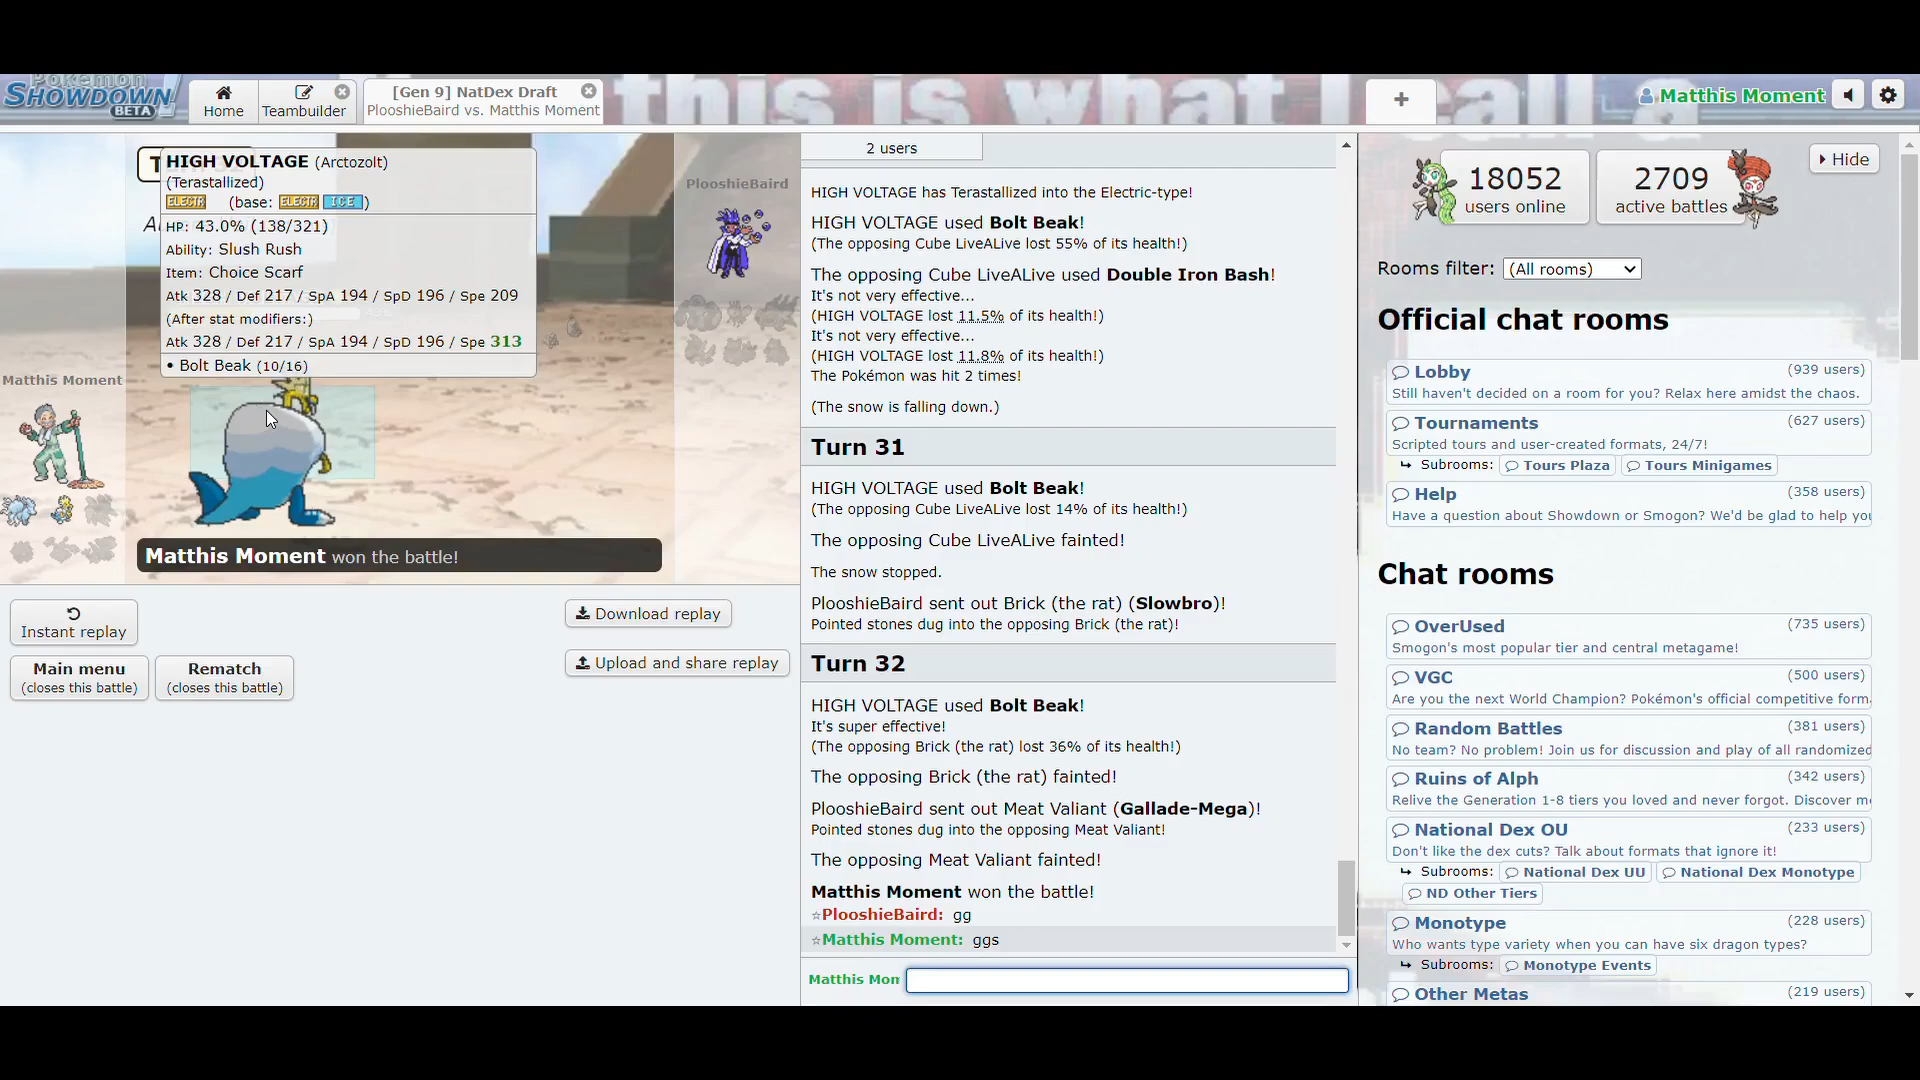 Pokémon
SHOWDOWN!
BETA
Home
Teambuilder
[Gen 9] NatDex Draft
PlooshieBaird vs. Matthis Moment
this is what I call a
+
Matthis Moment
HIGH VOLTAGE (Arctozolt)
(Terastallized)
ELECTR (base: ELECTR ICE )
HP: 43.0% (138/321)
Ability: Slush Rush
Item: Choice Scarf
Atk 328 / Def 217 / SpA 194 / SpD 196 / Spe 209
(After stat modifiers:)
Atk 328 / Def 217 / SpA 194 / SpD 196 / Spe 313
• Bolt Beak (10/16)
PlooshieBaird
Matthis Moment
Matthis Moment won the battle!
Instant replay
Download replay
Upload and share replay
Main menu
(closes this battle)
Rematch
(closes this battle)
2 users
HIGH VOLTAGE has Terastallized into the Electric-type!
HIGH VOLTAGE used Bolt Beak!
(The opposing Cube LiveALive lost 55% of its health!)
The opposing Cube LiveALive used Double Iron Bash!
It's not very effective...
(HIGH VOLTAGE lost 11.5% of its health!)
It's not very effective...
(HIGH VOLTAGE lost 11.8% of its health!)
The Pokémon was hit 2 times!
(The snow is falling down.)
Turn 31
HIGH VOLTAGE used Bolt Beak!
(The opposing Cube LiveALive lost 14% of its health!)
The opposing Cube LiveALive fainted!
The snow stopped.
PlooshieBaird sent out Brick (the rat) (Slowbro)!
Pointed stones dug into the opposing Brick (the rat)!
Turn 32
HIGH VOLTAGE used Bolt Beak!
It's super effective!
(The opposing Brick (the rat) lost 36% of its health!)
The opposing Brick (the rat) fainted!
PlooshieBaird sent out Meat Valiant (Gallade-Mega)!
Pointed stones dug into the opposing Meat Valiant!
The opposing Meat Valiant fainted!
Matthis Moment won the battle!
☆PlooshieBaird: gg
☆Matthis Moment: ggs
Matthis Mon
18052
users online
2709
active battles
Hide
Rooms filter: (All rooms)
Official chat rooms
Lobby (939 users)
Still haven't decided on a room for you? Relax here amidst the chaos.
Tournaments (627 users)
Scripted tours and user-created formats, 24/7!
↳ Subrooms: Tours Plaza Tours Minigames
Help (358 users)
Have a question about Showdown or Smogon? We'd be glad to help you
Chat rooms
OverUsed (735 users)
Smogon's most popular tier and central metagame!
VGC (500 users)
Are you the next World Champion? Pokémon's official competitive form
Random Battles (381 users)
No team? No problem! Join us for discussion and play of all randomized
Ruins of Alph (342 users)
Relive the Generation 1-8 tiers you loved and never forgot. Discover m
National Dex OU (233 users)
Don't like the dex cuts? Talk about formats that ignore it!
↳ Subrooms: National Dex UU National Dex Monotype
ND Other Tiers
Monotype (228 users)
Who wants type variety when you can have six dragon types?
↳ Subrooms: Monotype Events
Other Metas (219 users)